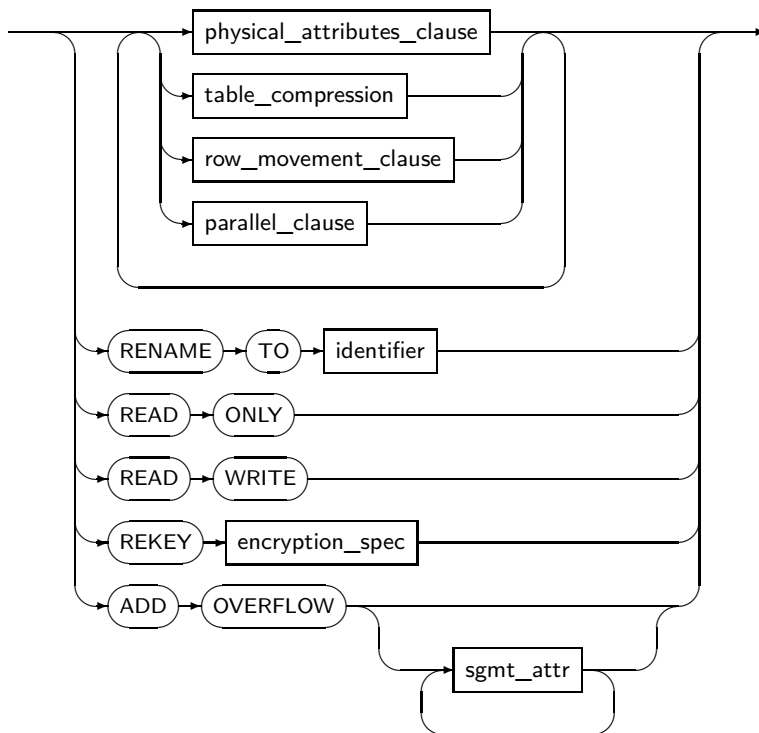 physical_attributes_clause
table_compression
row_movement_clause
parallel_clause
RENAME TO identifier
READ ONLY
READ WRITE
REKEY encryption_spec
ADD OVERFLOW
sgmt_attr